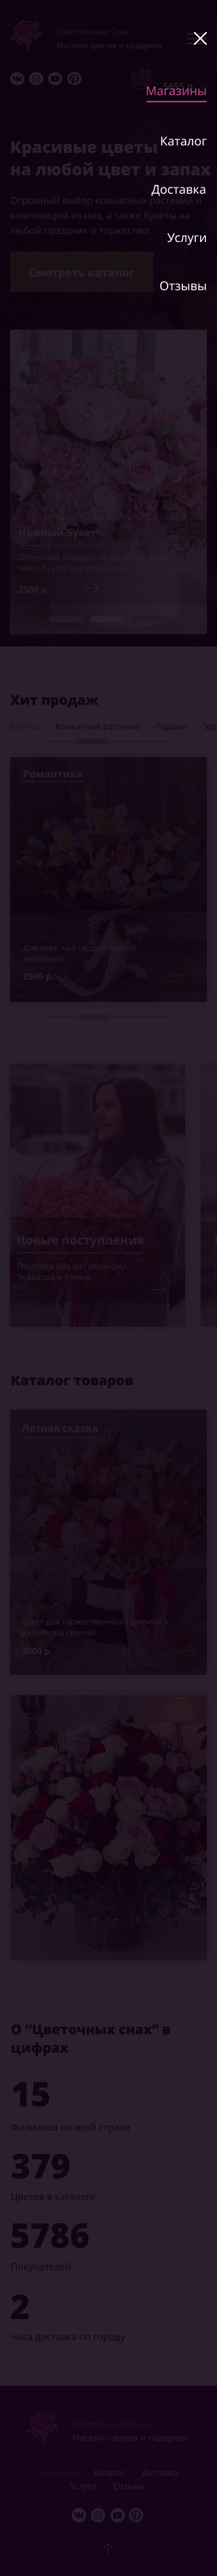 Цветочные Сны
Магазин цветов и подарков
Магазины
Каталог
Доставка
Услуги
Отзывы
Красивые цветы
на любой цвет и запах
Огромный выбор комнатных растений и
композиций из них, а также букеты на
любой праздник и торжество!
Смотреть каталог
Нежный букет
Отличный подарок на
свадьбу или для
2500 р.
Хит продаж
Букеты Комнатные растения Горшки
Романтика
Для всех, чье сердце
любовью!
2500 р.
Новые поступления
Поставки роз из Голландии,
Эквадора и Кении!
Каталог товаров
Летняя сказка
Букет для торжественных приемов и
ужина при свечах!
3000 р.
О “Цветочных снах” в
цифрах
15
Филиалов по всей стране
379
Цветов в каталоге
5786
Покупателей
2
Часа доставка по городу
Цветочные Сны
Магазин цветов и подарков
Магазины Каталог Доставка
Услуги Отзывы